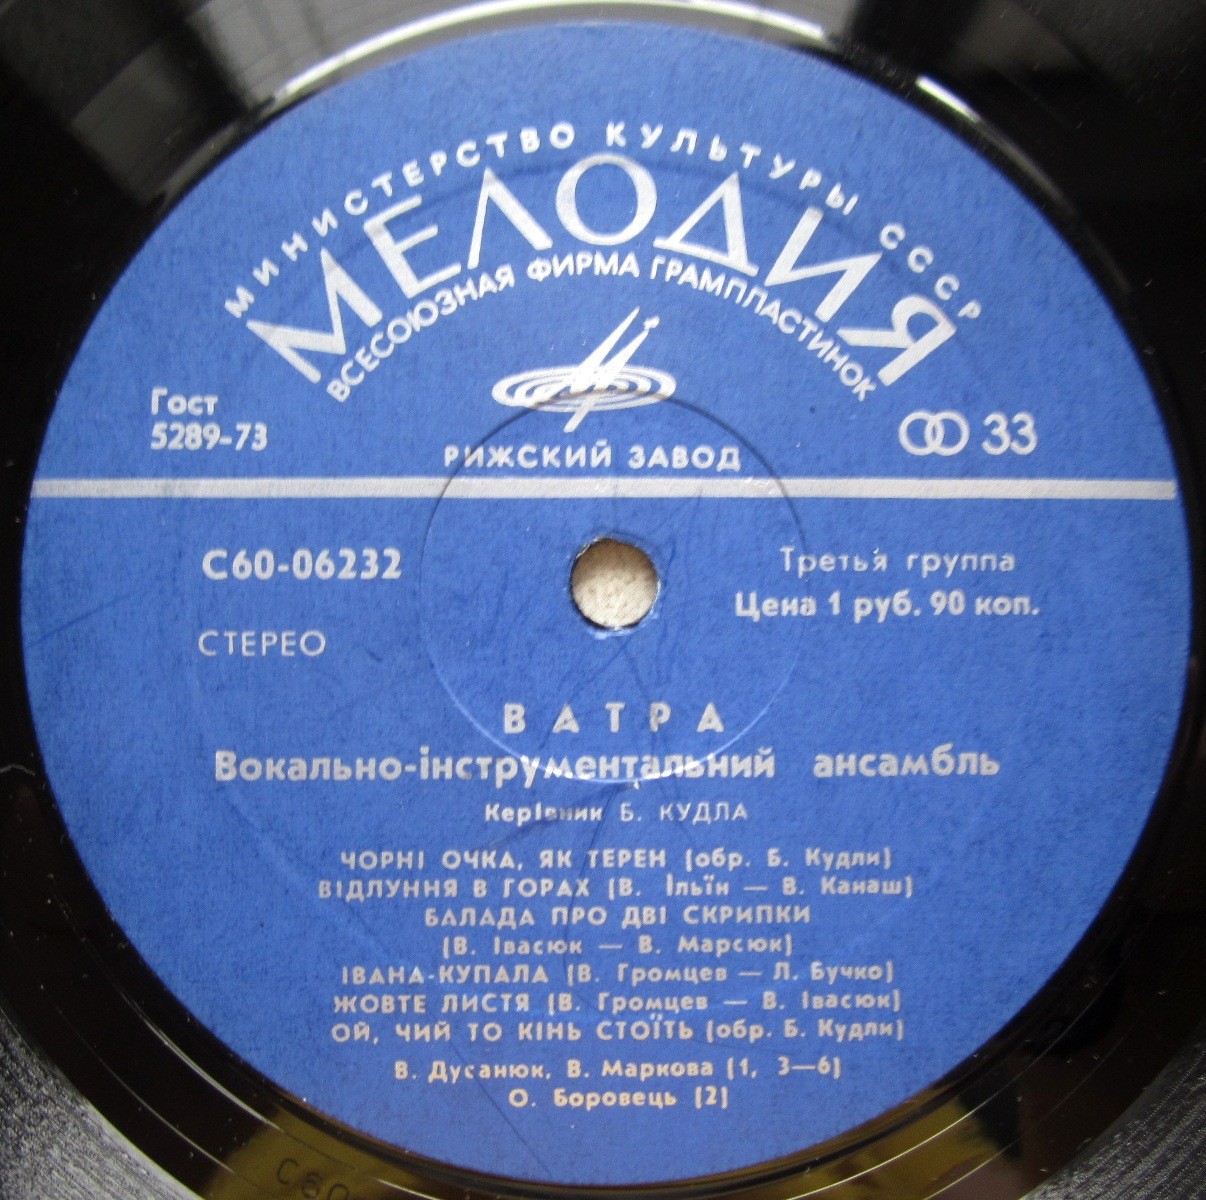 МИНИСТЕРСТВО КУЛЬТУРЫ СССР
МЕЛОДИЯ
ВСЕСОЮЗНАЯ ФИРМА ГРАМПЛАСТИНОК
Гост
5289-73
33
РИЖСКИЙ ЗАВОД
С60-06232
Третья группа
Цена 1 руб. 90 коп.
СТЕРЕО
ВАТРА
Вокально-інструментальний ансамбль
Керівник Б. КУДЛА
ЧОРНІ ОЧКА, ЯК ТЕРЕН (обр. Б. Кудли)
ВІДЛУННЯ В ГОРАХ (В. Ільїн — В. Канаш)
БАЛАДА ПРО ДВІ СКРИПКИ
(В. Івасюк — В. Марсюк)
ІВАНА-КУПАЛА (В. Громцев — Л. Бучко)
ЖОВТЕ ЛИСТЯ (В. Громцев — В. Івасюк)
ОЙ, ЧИЙ ТО КІНЬ СТОЇТЬ (обр. Б. Кудли)
В. Дусанюк, В. Маркова (1, 3—6)
О. Боровець (2)
С60